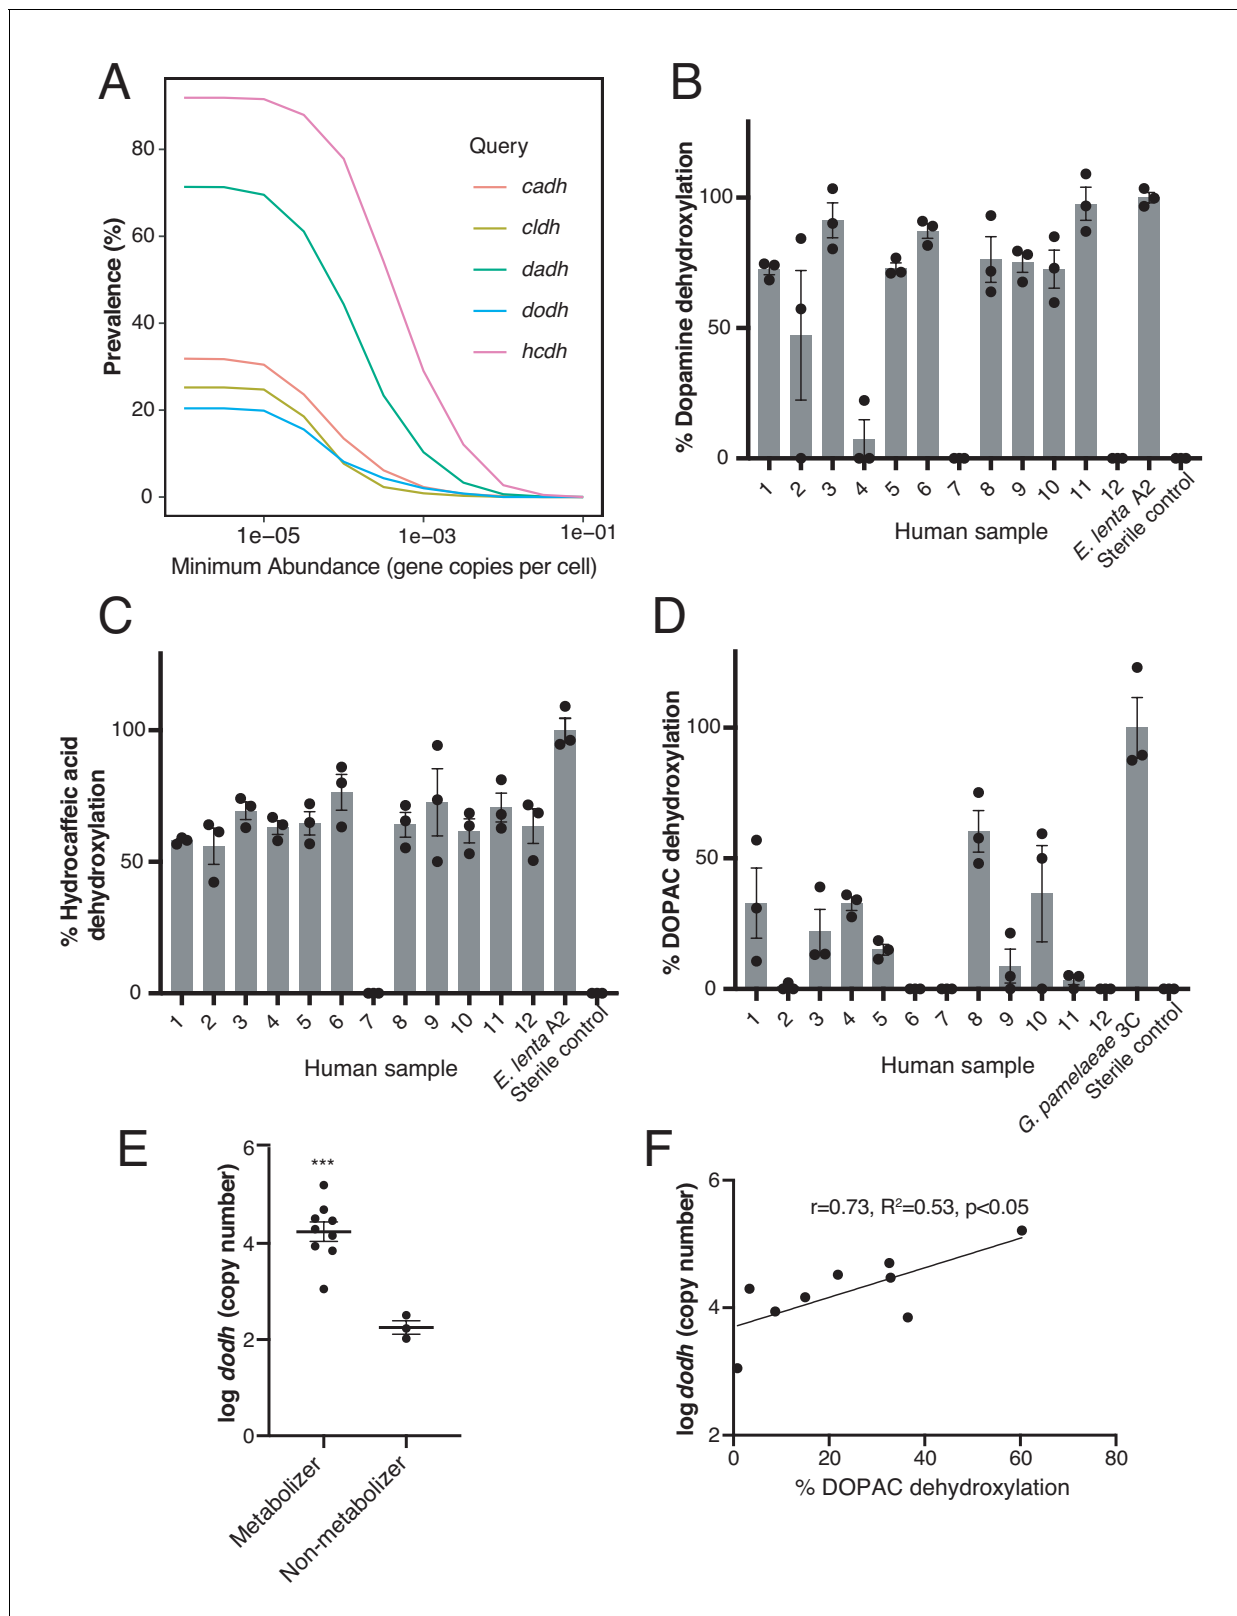 A
Prevalence (%)
80
60
40
20
0
1e−05
1e−03
1e−01
Minimum Abundance (gene copies per cell)
Query
cadh
cldh
dadh
dodh
hcdh
B
% Dopamine dehydroxylation
100
50
0
1
2
3
4
5
6
7
8
9
10
11
12
E. lenta A2
Sterile control
Human sample
C
% Hydrocaffeic acid
dehydroxylation
100
50
0
1
2
3
4
5
6
7
8
9
10
11
12
E. lenta A2
Sterile control
Human sample
D
% DOPAC dehydroxylation
100
50
0
1
2
3
4
5
6
7
8
9
10
11
12
G. pamelaeae 3C
Sterile control
Human sample
E
log dodh (copy number)
6
4
2
0
***
Metabolizer
Non-metabolizer
F
log dodh (copy number)
6
4
2
r=0.73, R²=0.53, p<0.05
0
20
40
60
80
% DOPAC dehydroxylation